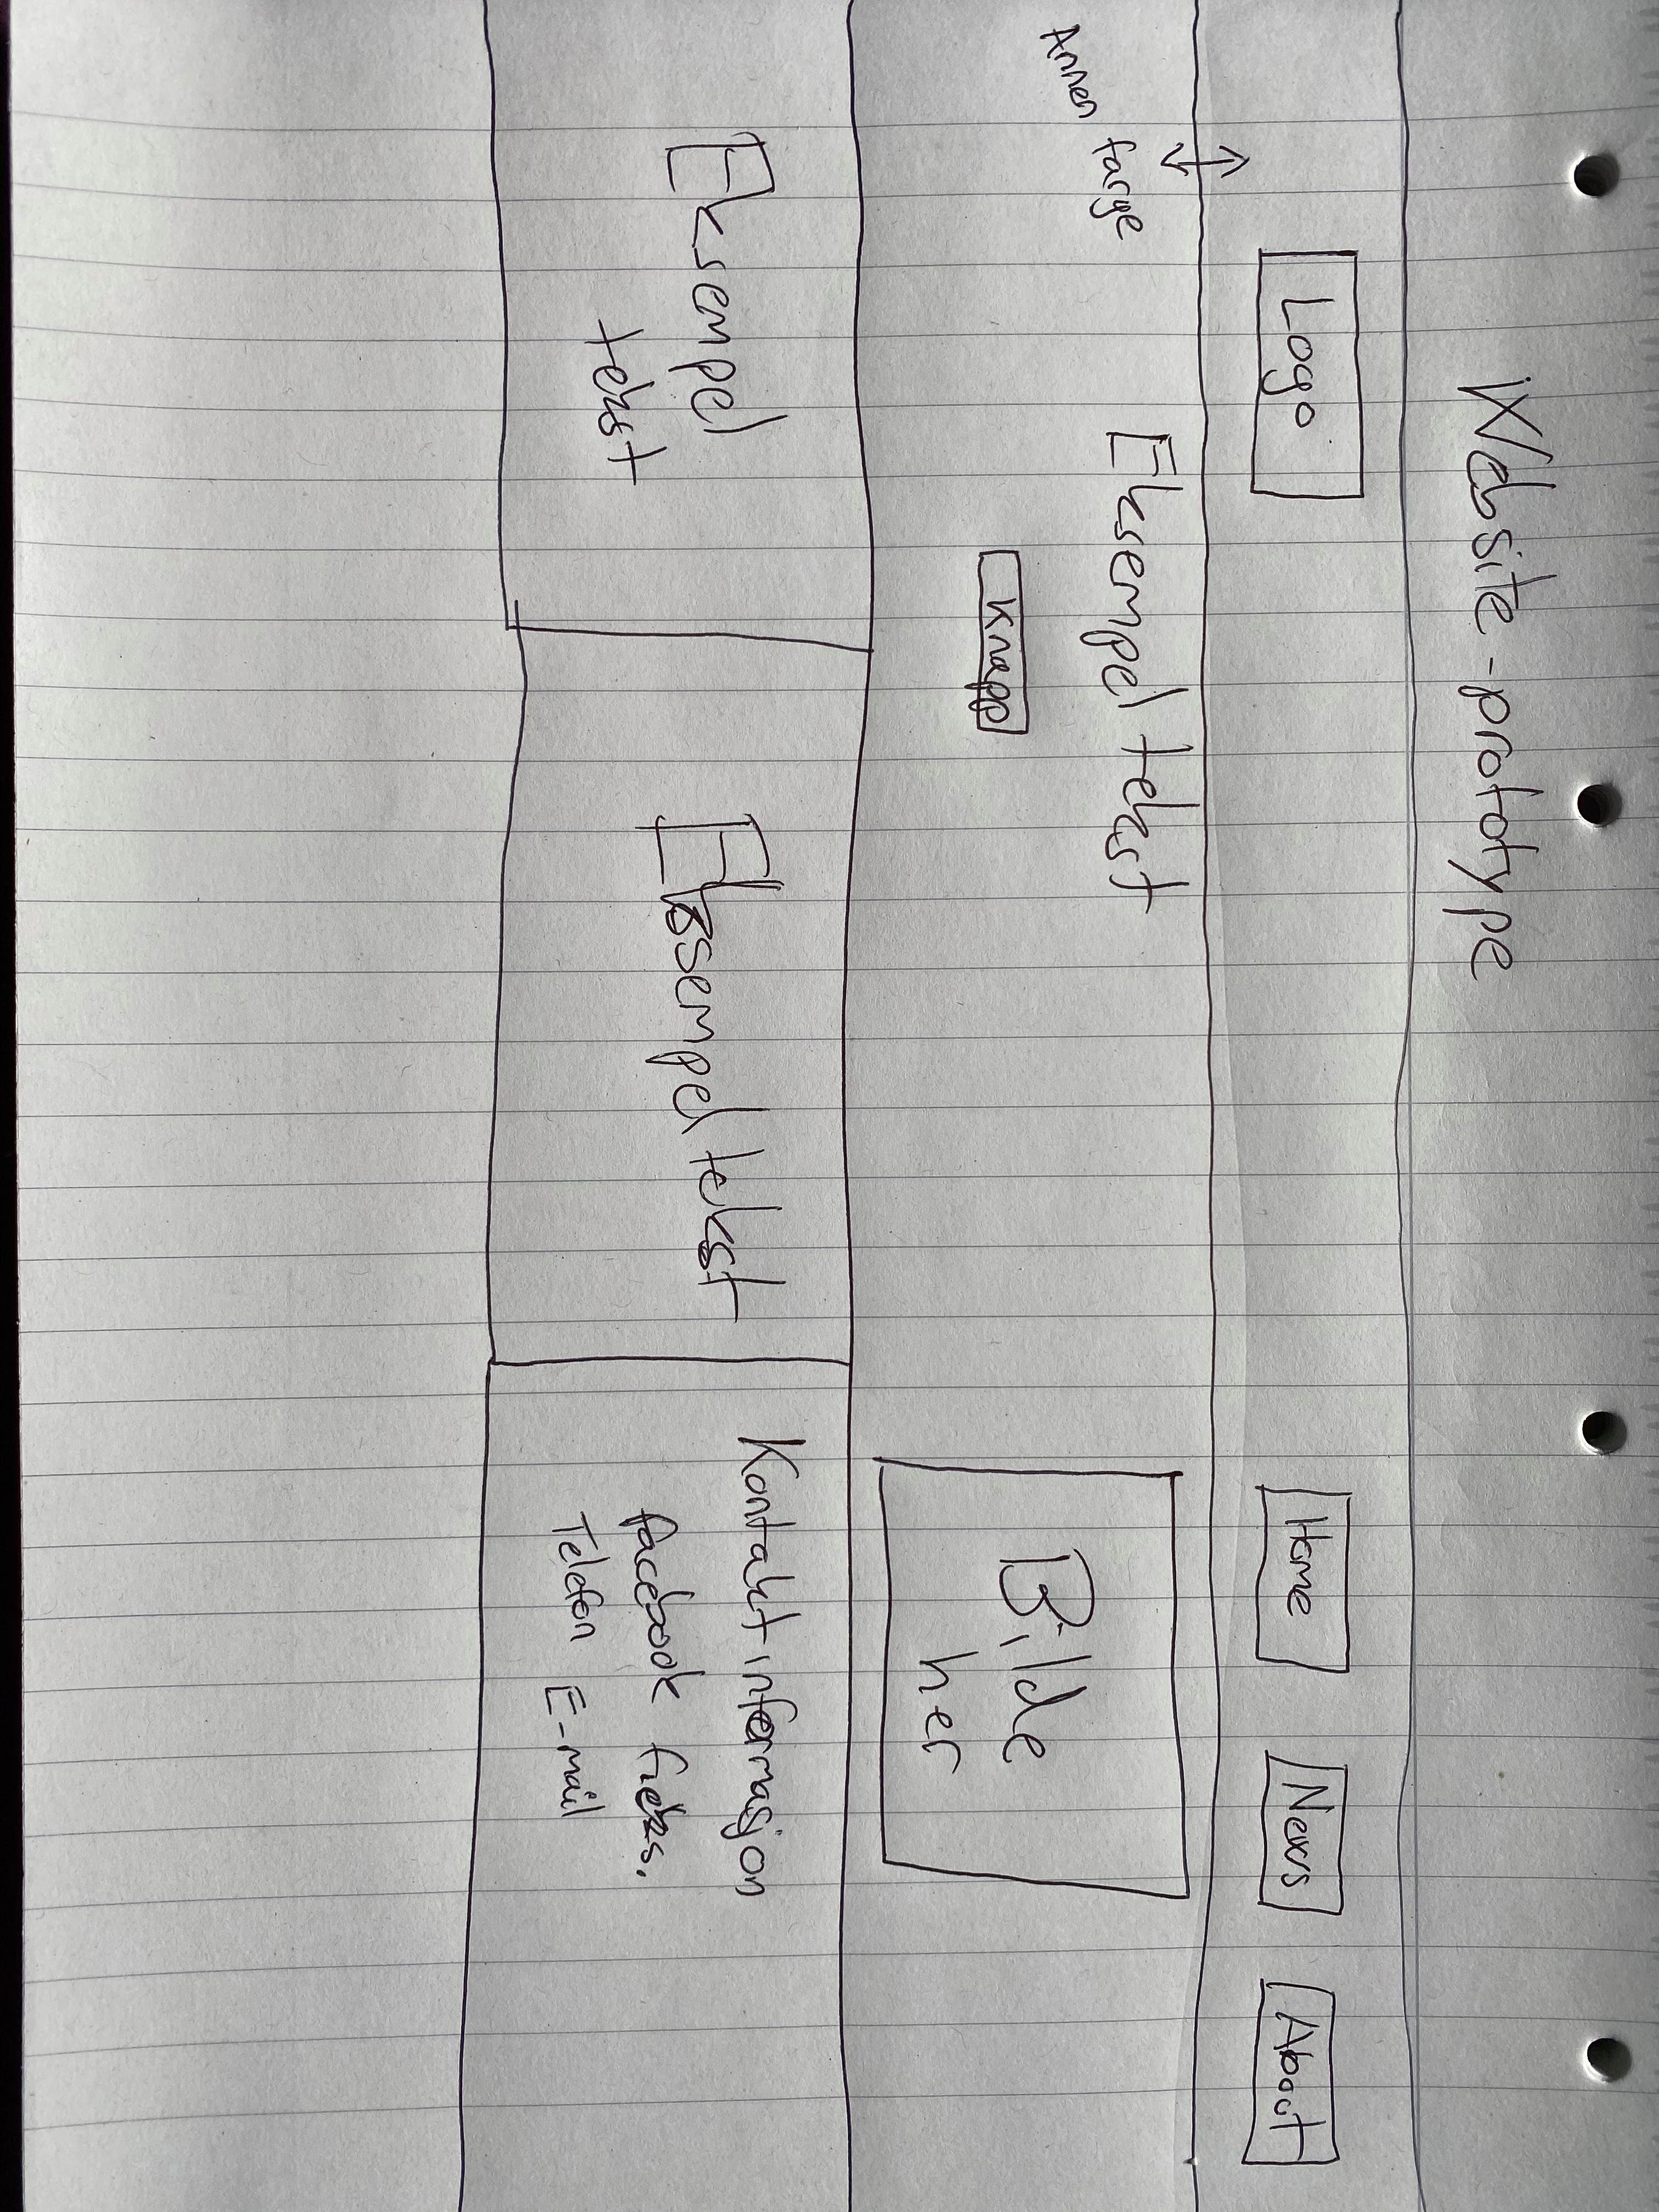 Website-prototype
Logo
Home
News
About
Annen farge
Eksempel tekst
Knapp
Bilde
her
Eksempel
tekst
Eksempel tekst
Kontakt informasjon
facebook f.eks.
Telefon E-mail